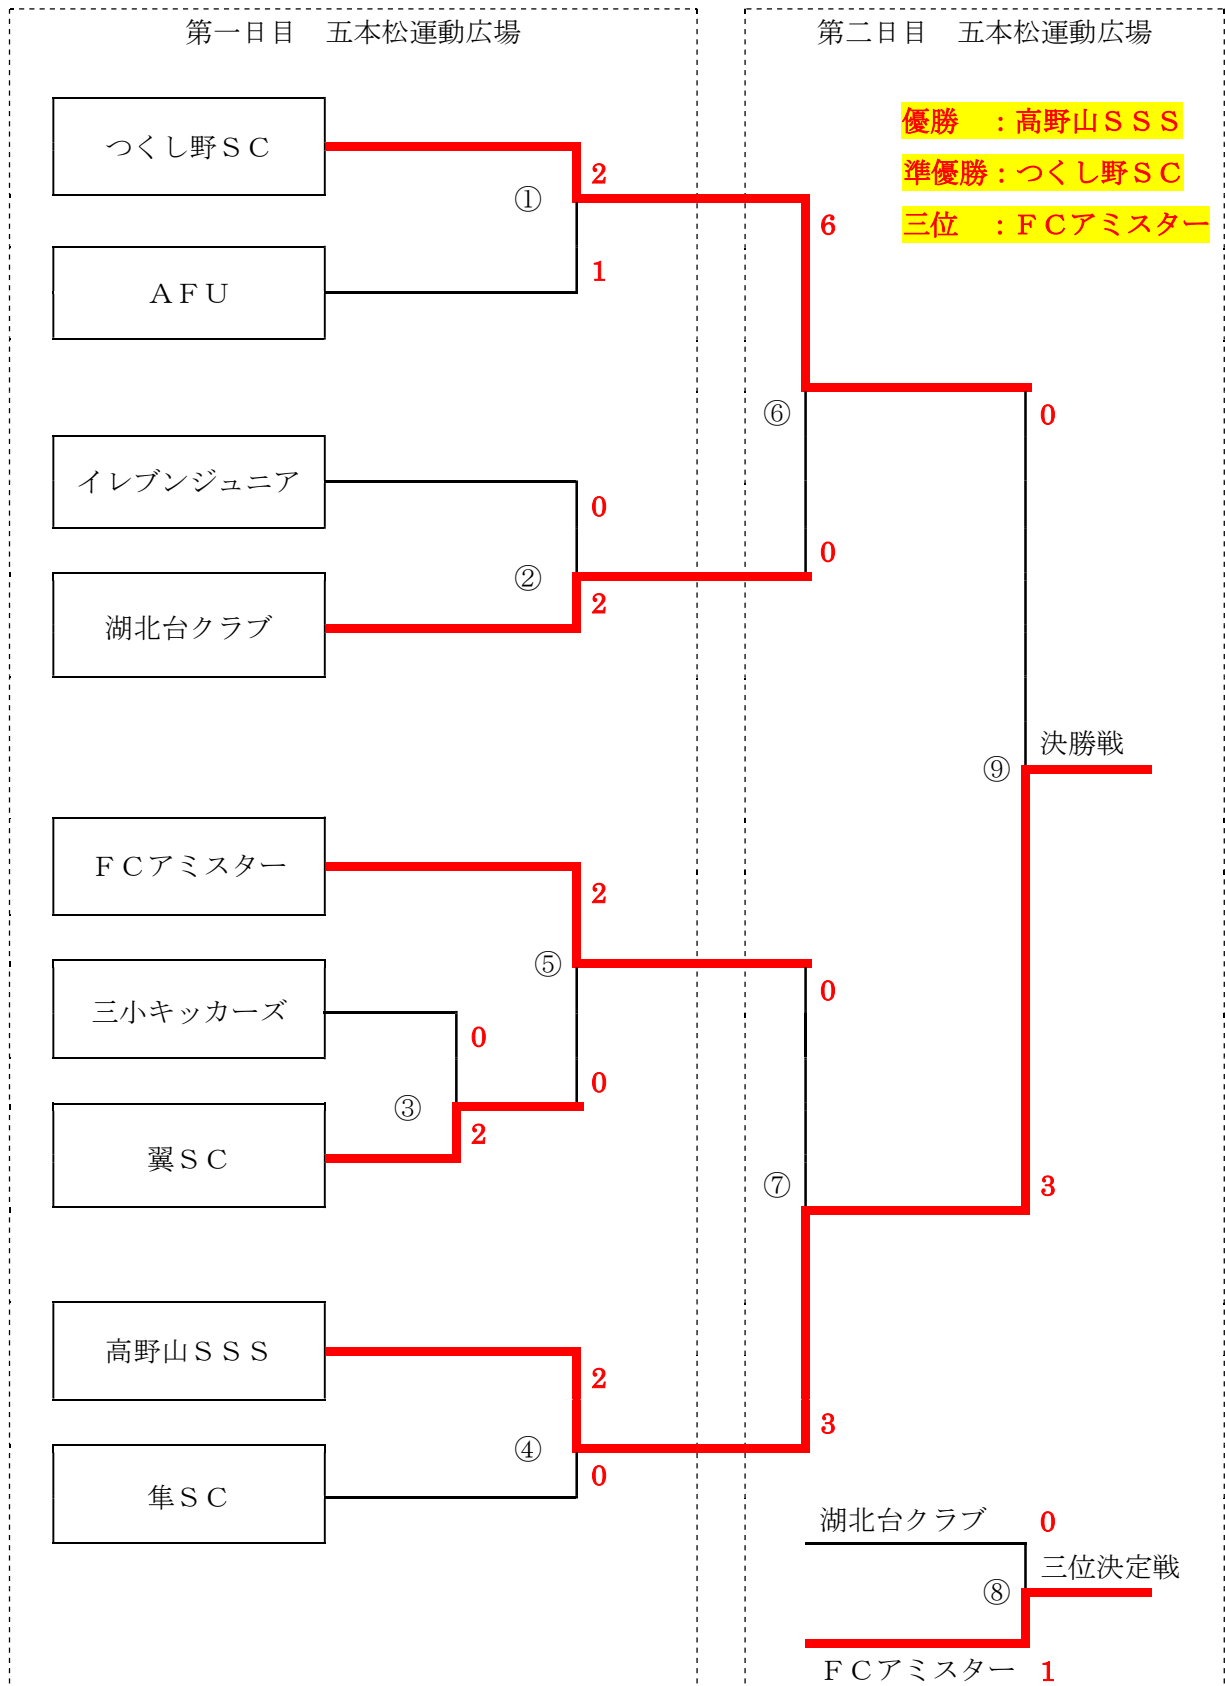 第一日目　五本松運動広場
第二日目　五本松運動広場
優勝　：高野山ＳＳＳ
準優勝：つくし野ＳＣ
三位　：ＦＣアミスター
つくし野ＳＣ
2
①
6
1
ＡＦＵ
⑥
0
イレブンジュニア
0
0
②
2
湖北台クラブ
決勝戦
⑨
ＦＣアミスター
2
⑤
0
三小キッカーズ
0
0
③
2
翼ＳＣ
⑦
3
高野山ＳＳＳ
2
3
④
0
隼ＳＣ
湖北台クラブ 0
三位決定戦
⑧
ＦＣアミスター 1